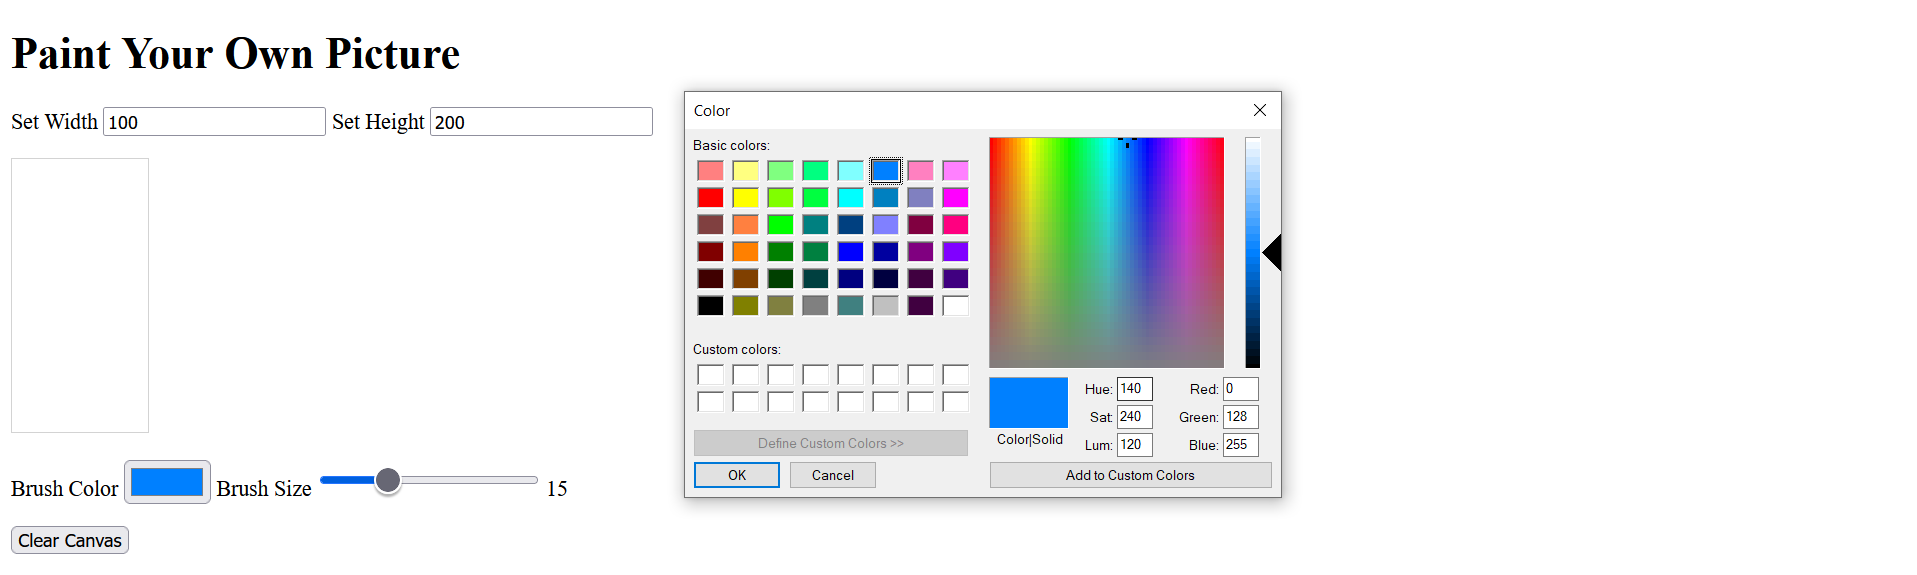 Paint Your Own Picture
Set Width 100 Set Height 200
Brush Color Brush Size 15
Clear Canvas
Color
Basic colors:
Custom colors:
Define Custom Colors >>
OK Cancel
Color|Solid
Hue: 140 Red: 0
Sat: 240 Green: 128
Lum: 120 Blue: 255
Add to Custom Colors